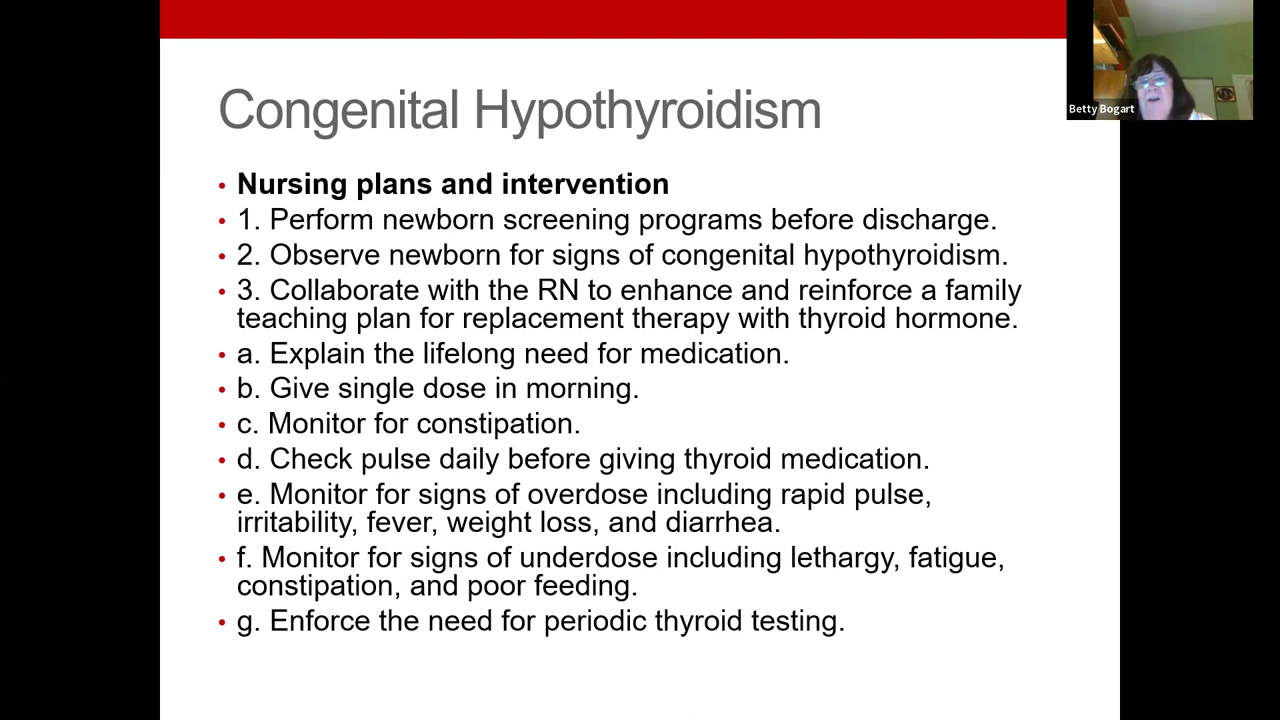 Congenital Hypothyroidism
Betty Bogart
• Nursing plans and intervention
• 1. Perform newborn screening programs before discharge.
• 2. Observe newborn for signs of congenital hypothyroidism.
• 3. Collaborate with the RN to enhance and reinforce a family
teaching plan for replacement therapy with thyroid hormone.
• a. Explain the lifelong need for medication.
• b. Give single dose in morning.
• c. Monitor for constipation.
• d. Check pulse daily before giving thyroid medication.
• e. Monitor for signs of overdose including rapid pulse,
irritability, fever, weight loss, and diarrhea.
• f. Monitor for signs of underdose including lethargy, fatigue,
constipation, and poor feeding.
• g. Enforce the need for periodic thyroid testing.